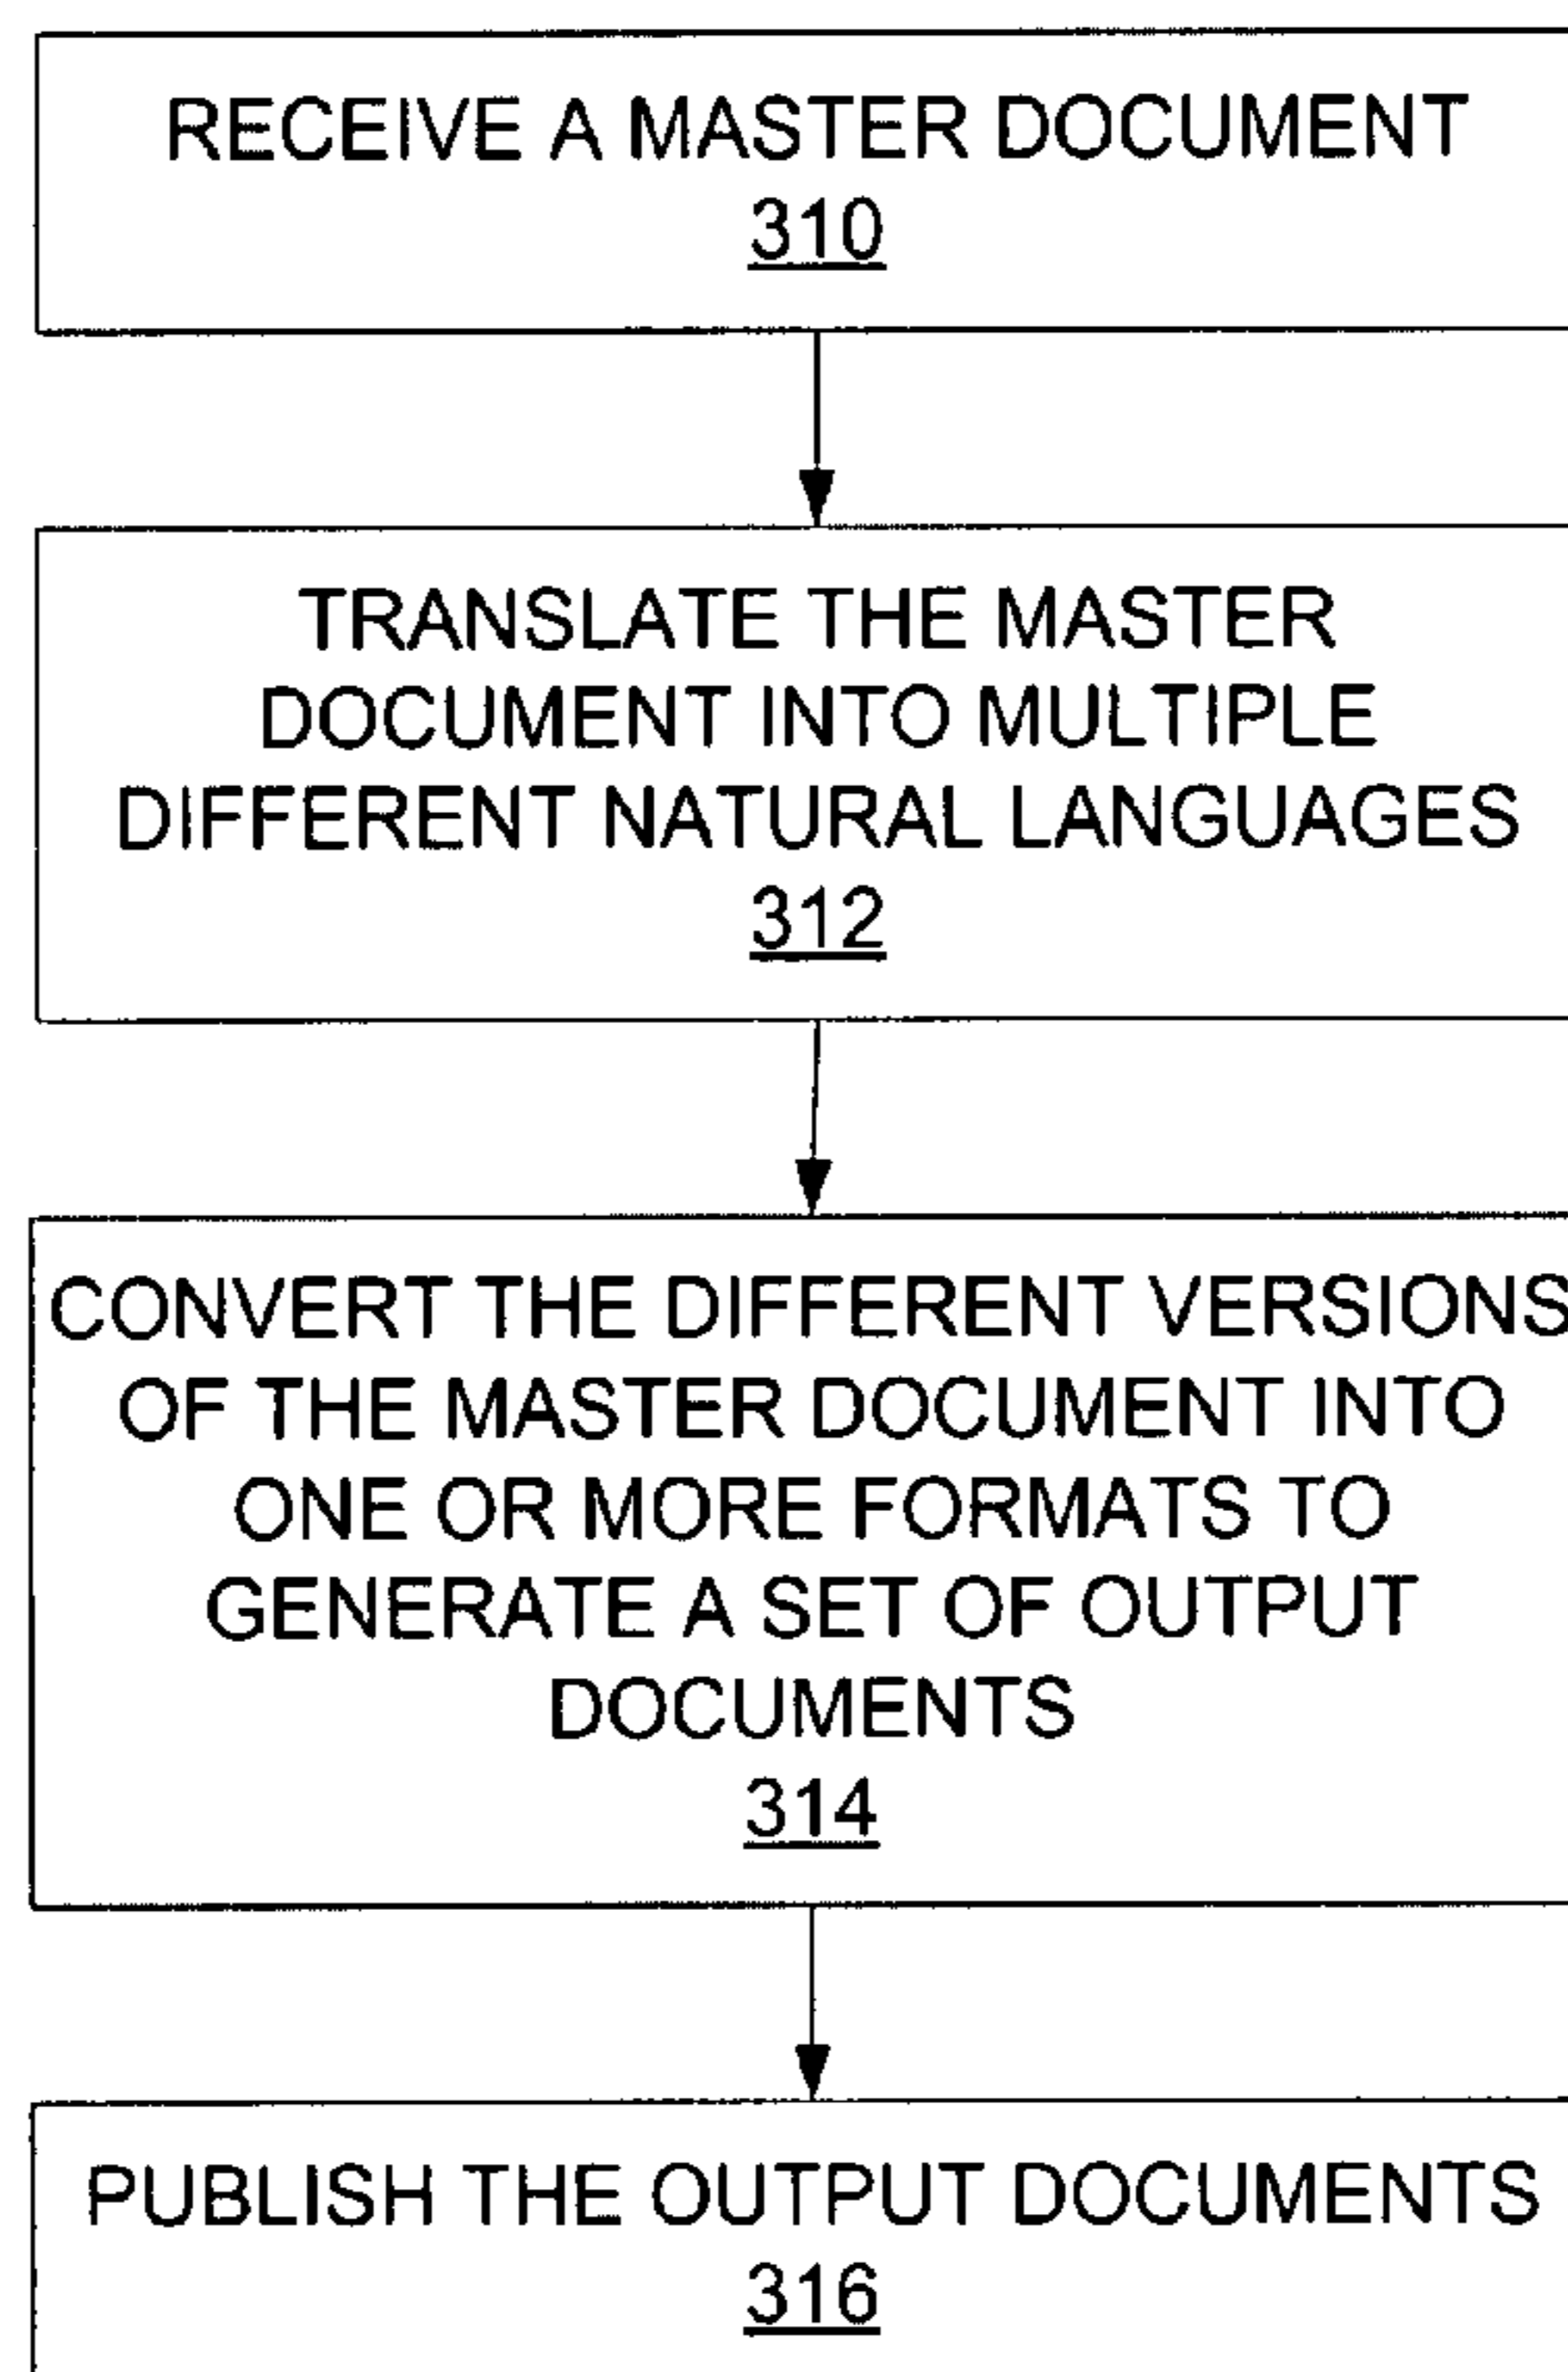 RECEIVE A MASTER DOCUMENT
310
TRANSLATE THE MASTER
DOCUMENT INTO MULTIPLE
DIFFERENT NATURAL LANGUAGES
312
CONVERT THE DIFFERENT VERSIONS
OF THE MASTER DOCUMENT INTO
ONE OR MORE FORMATS TO
GENERATE A SET OF OUTPUT
DOCUMENTS
314
PUBLISH THE OUTPUT DOCUMENTS
316